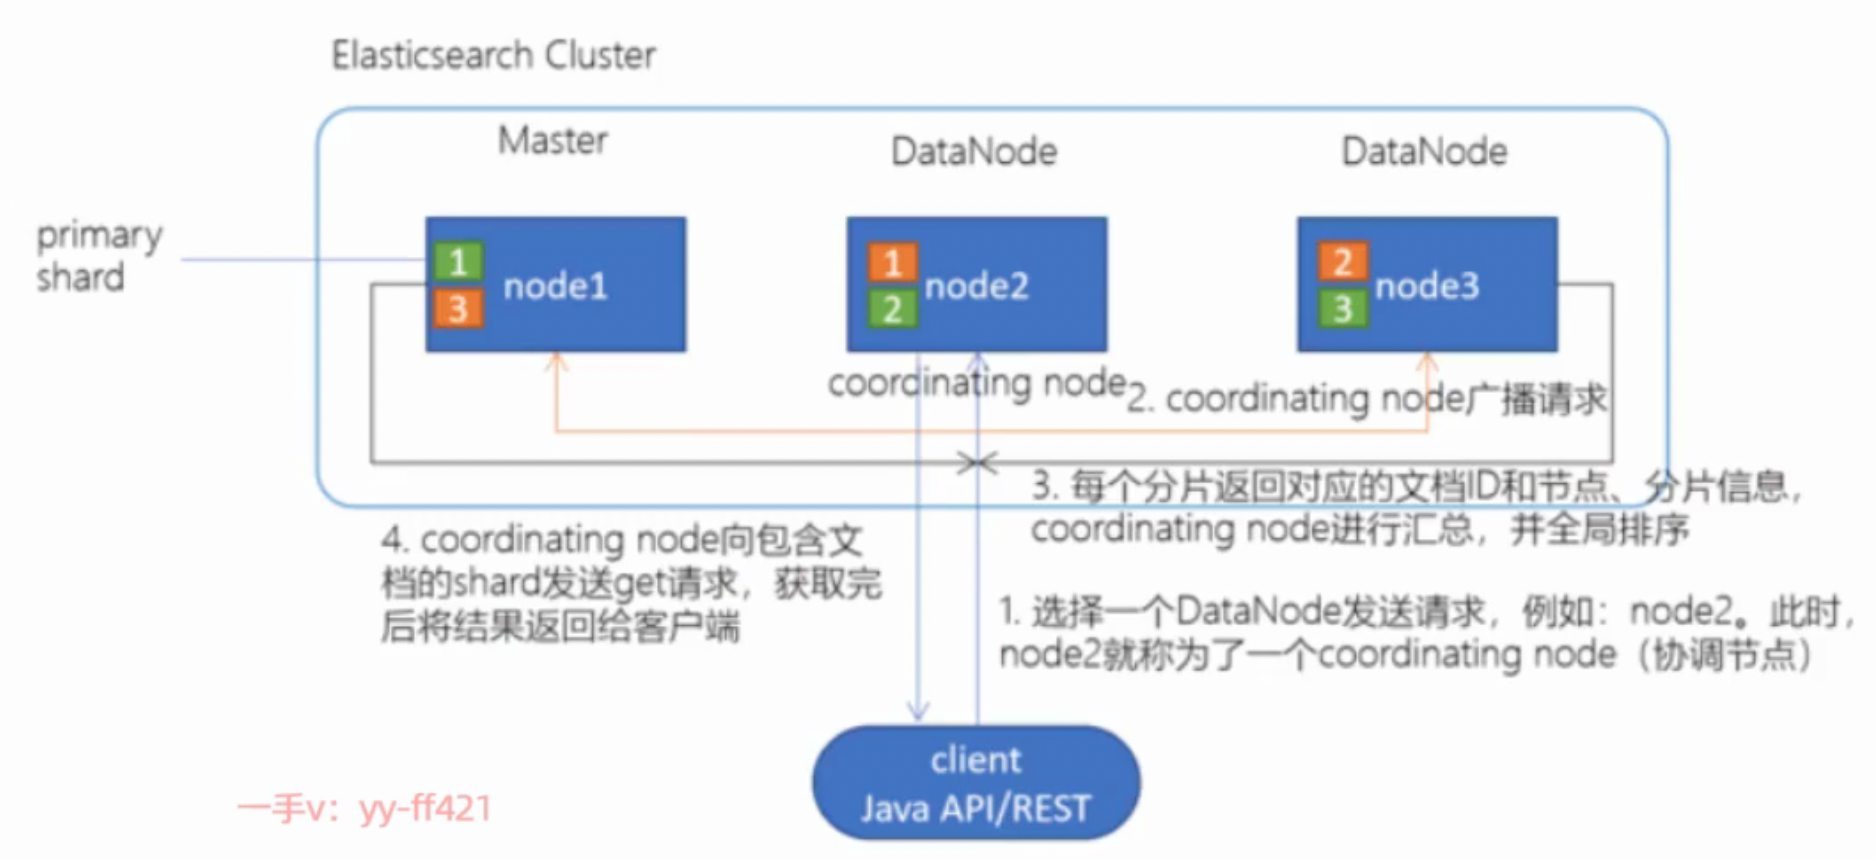 Elasticsearch Cluster
Master
DataNode
DataNode
primary
shard
1
3
node1
1
2
node2
2
3
node3
coordinating node
2. coordinating node广播请求
3. 每个分片返回对应的文档ID和节点、分片信息，
coordinating node进行汇总，并全局排序
4. coordinating node向包含文
档的shard发送get请求，获取完
后将结果返回给客户端
1. 选择一个DataNode发送请求，例如：node2。此时，
node2就称为了一个coordinating node（协调节点）
client
Java API/REST
一手v：yy-ff421